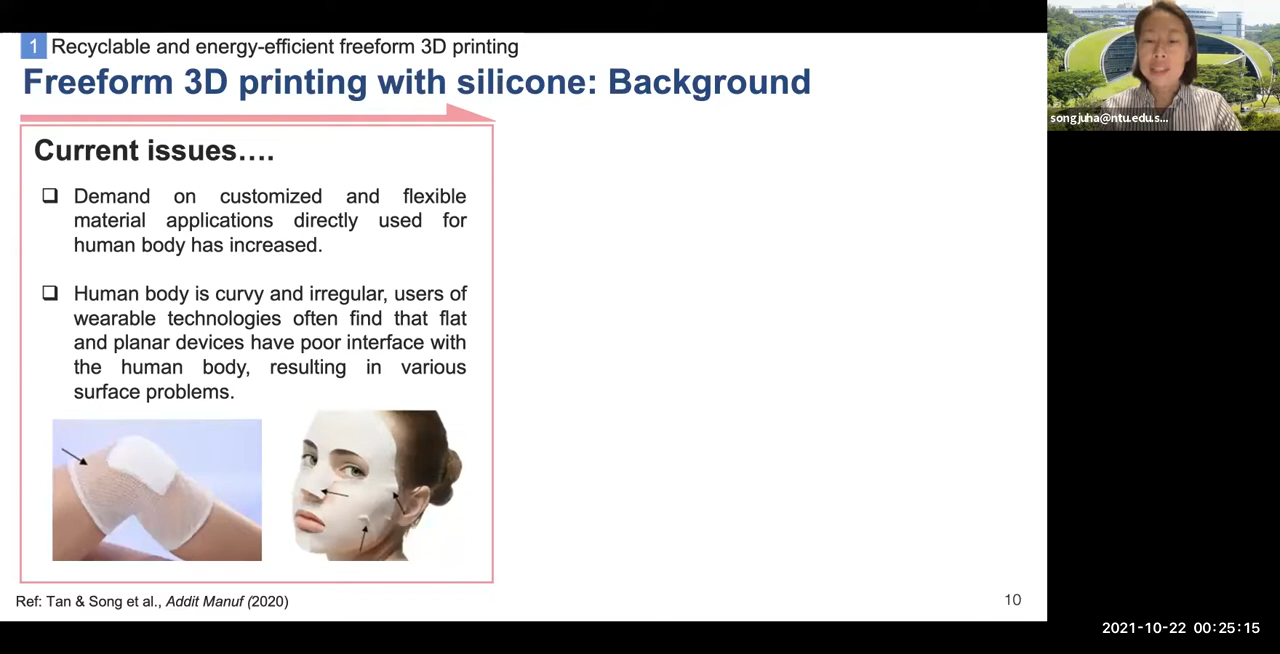 1 Recyclable and energy-efficient freeform 3D printing
Freeform 3D printing with silicone: Background
Current issues….
❑ Demand on customized and flexible
material applications directly used for
human body has increased.
❑ Human body is curvy and irregular, users of
wearable technologies often find that flat
and planar devices have poor interface with
the human body, resulting in various
surface problems.
Ref: Tan & Song et al., Addit Manuf (2020)
10
songjuha@ntu.edu.s...
2021-10-22 00:25:15